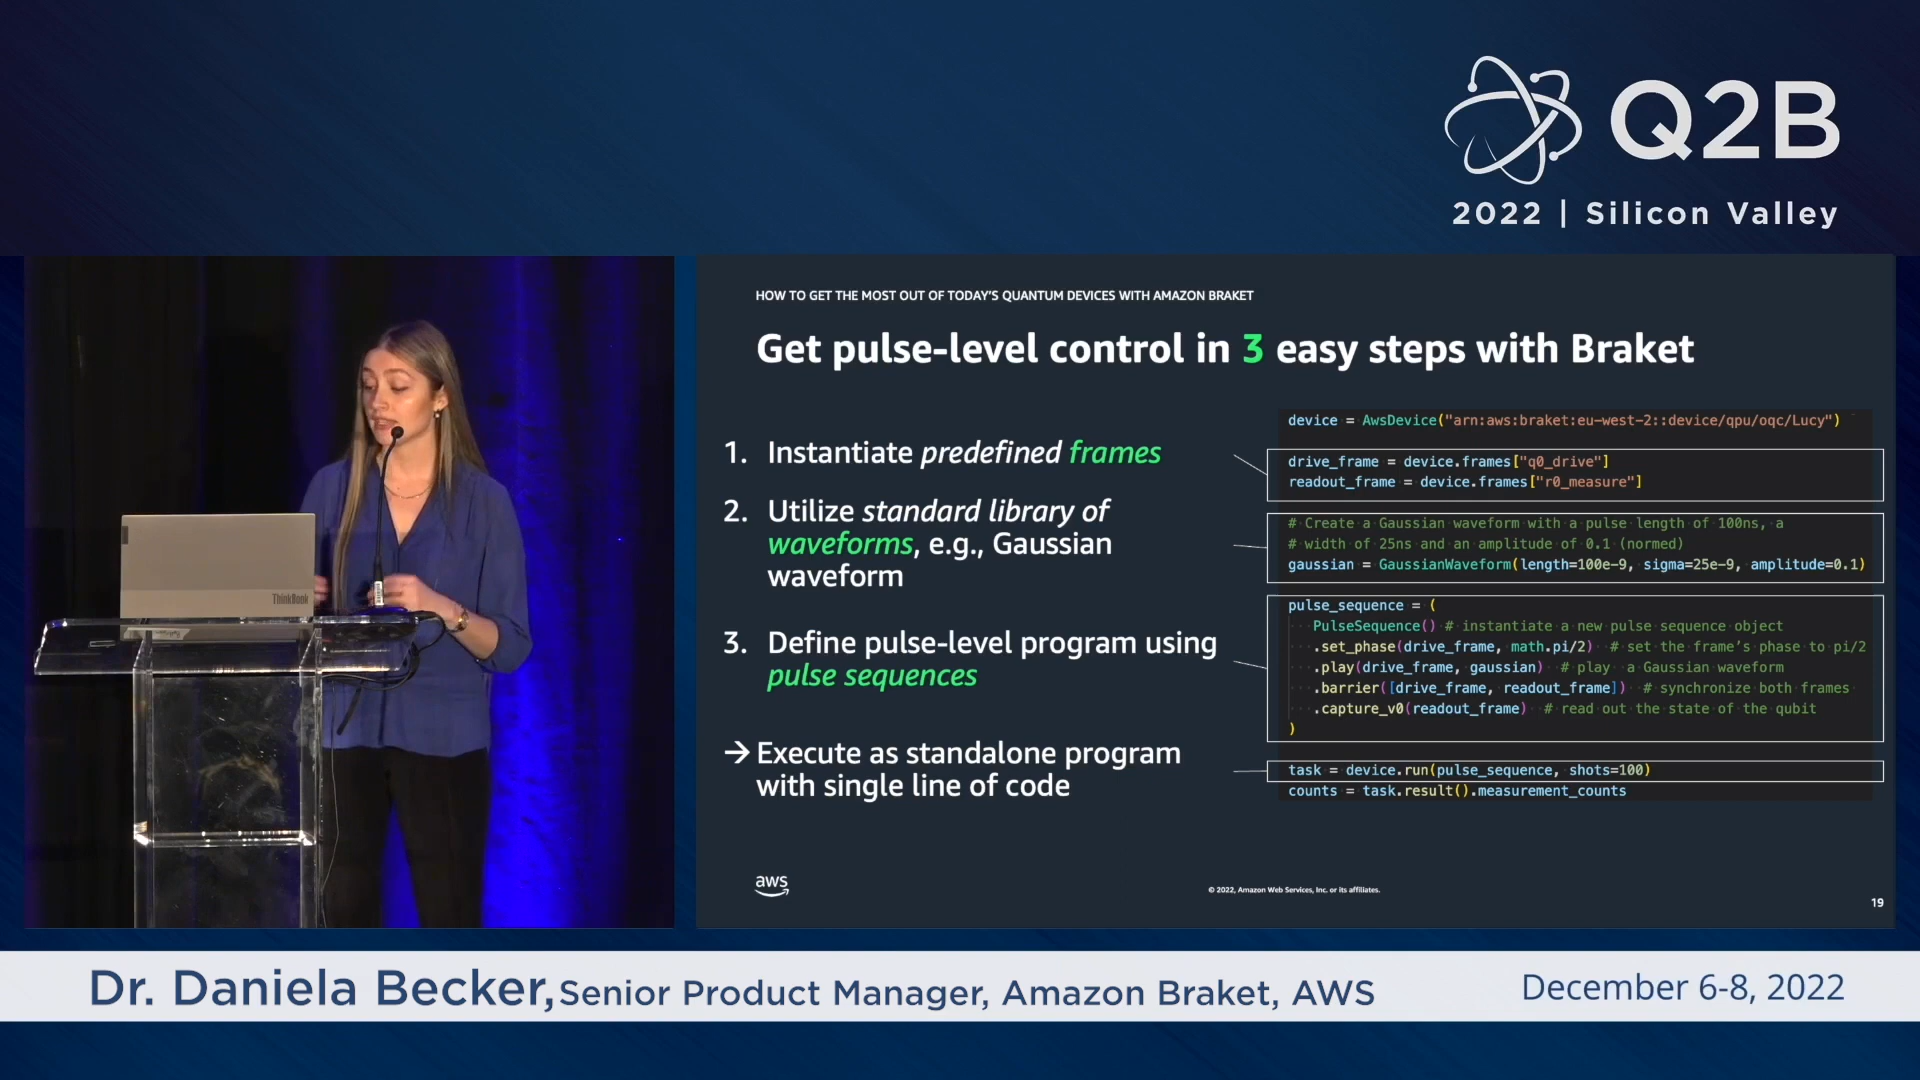 Q2B
2022 | Silicon Valley
HOW TO GET THE MOST OUT OF TODAY'S QUANTUM DEVICES WITH AMAZON BRAKET
Get pulse-level control in 3 easy steps with Braket
1. Instantiate predefined frames
2. Utilize standard library of
waveforms, e.g., Gaussian
waveform
3. Define pulse-level program using
pulse sequences
→ Execute as standalone program
with single line of code
device = AwsDevice("arn:aws:braket:eu-west-2::device/qpu/oqc/Lucy")
drive_frame = device.frames["q0_drive"]
readout_frame = device.frames["r0_measure"]
# Create a Gaussian waveform with a pulse length of 100ns, a
# width of 25ns and an amplitude of 0.1 (normed)
gaussian = GaussianWaveform(length=100e-9, sigma=25e-9, amplitude=0.1)
pulse_sequence = (
PulseSequence() # instantiate a new pulse sequence object
.set_phase(drive_frame, math.pi/2) # set the frame's phase to pi/2
.play(drive_frame, gaussian) # play a Gaussian waveform
.barrier([drive_frame, readout_frame]) # synchronize both frames
.capture_v0(readout_frame) # read out the state of the qubit
)
task = device.run(pulse_sequence, shots=100)
counts = task.result().measurement_counts
aws
© 2022, Amazon Web Services, Inc. or its affiliates.
19
ThinkBook
Dr. Daniela Becker, Senior Product Manager, Amazon Braket, AWS
December 6-8, 2022